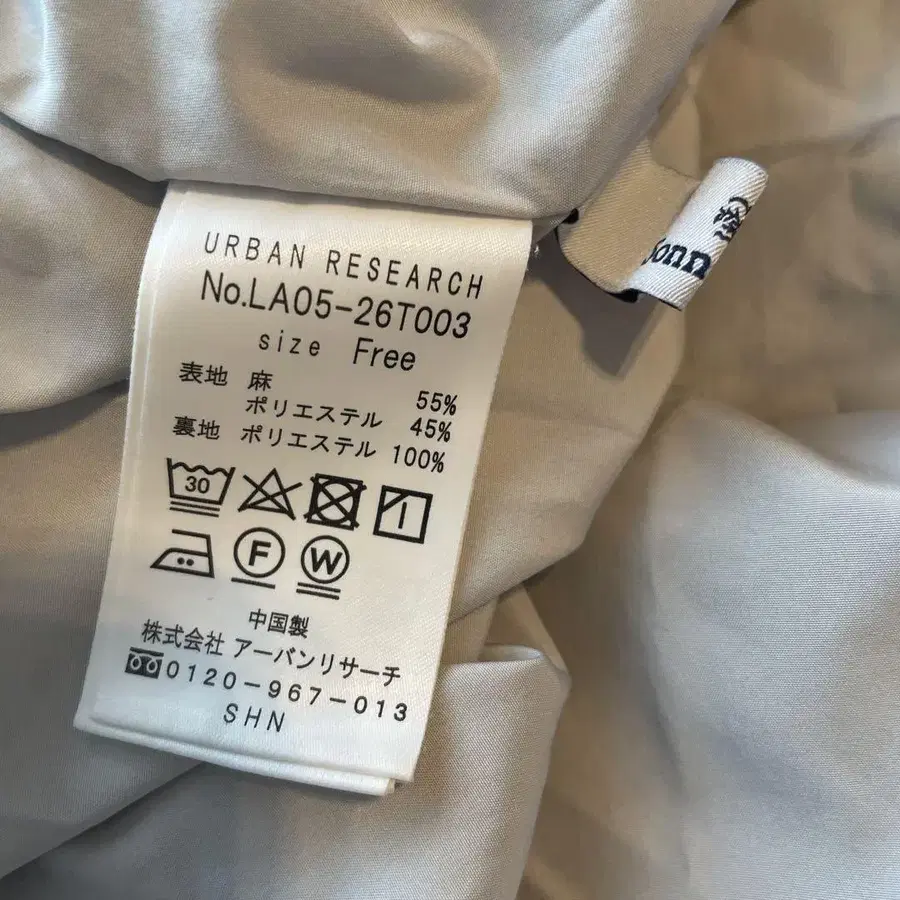 URBAN RESEARCH
No.LA05-26T003
size Free
表地 麻 55%
ポリエステル 45%
裏地 ポリエステル 100%
30
F W
中国製
株式会社 アーバンリサーチ
0120-967-013
SHN